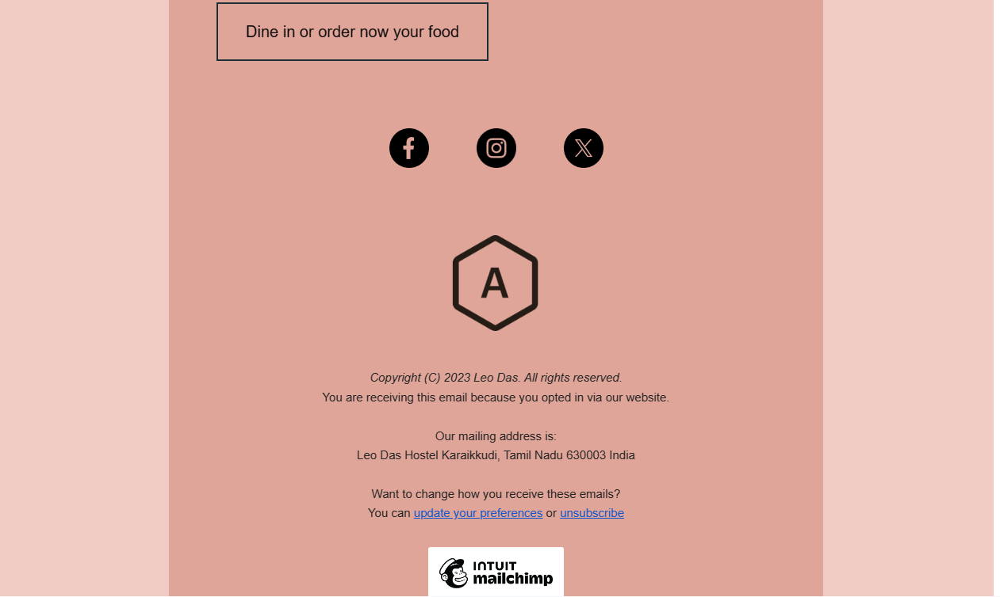 Dine in or order now your food
A
Copyright (C) 2023 Leo Das. All rights reserved.
You are receiving this email because you opted in via our website.
Our mailing address is:
Leo Das Hostel Karaikkudi, Tamil Nadu 630003 India
Want to change how you receive these emails?
You can update your preferences or unsubscribe
INTUIT
mailchimp